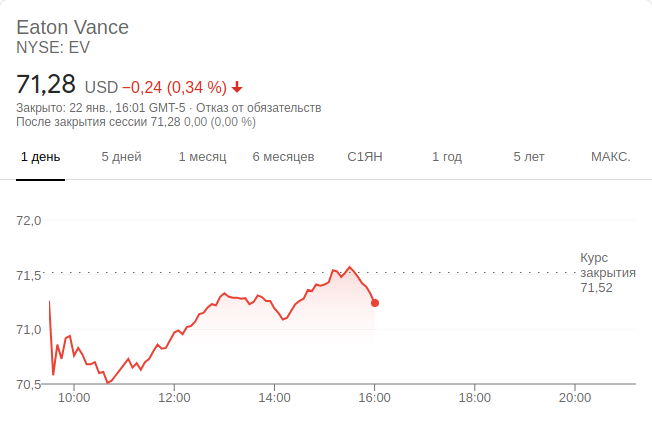 Eaton Vance
NYSE: EV
71,28 USD −0,24 (0,34 %)
Закрыто: 22 янв., 16:01 GMT-5 · Отказ от обязательств
После закрытия сессии 71,28 0,00 (0,00 %)
1 день 5 дней 1 месяц 6 месяцев С1ЯН 1 год 5 лет МАКС.
72,0
Курс
71,5 закрытия
71,52
71,0
70,5
10:00 12:00 14:00 16:00 18:00 20:00